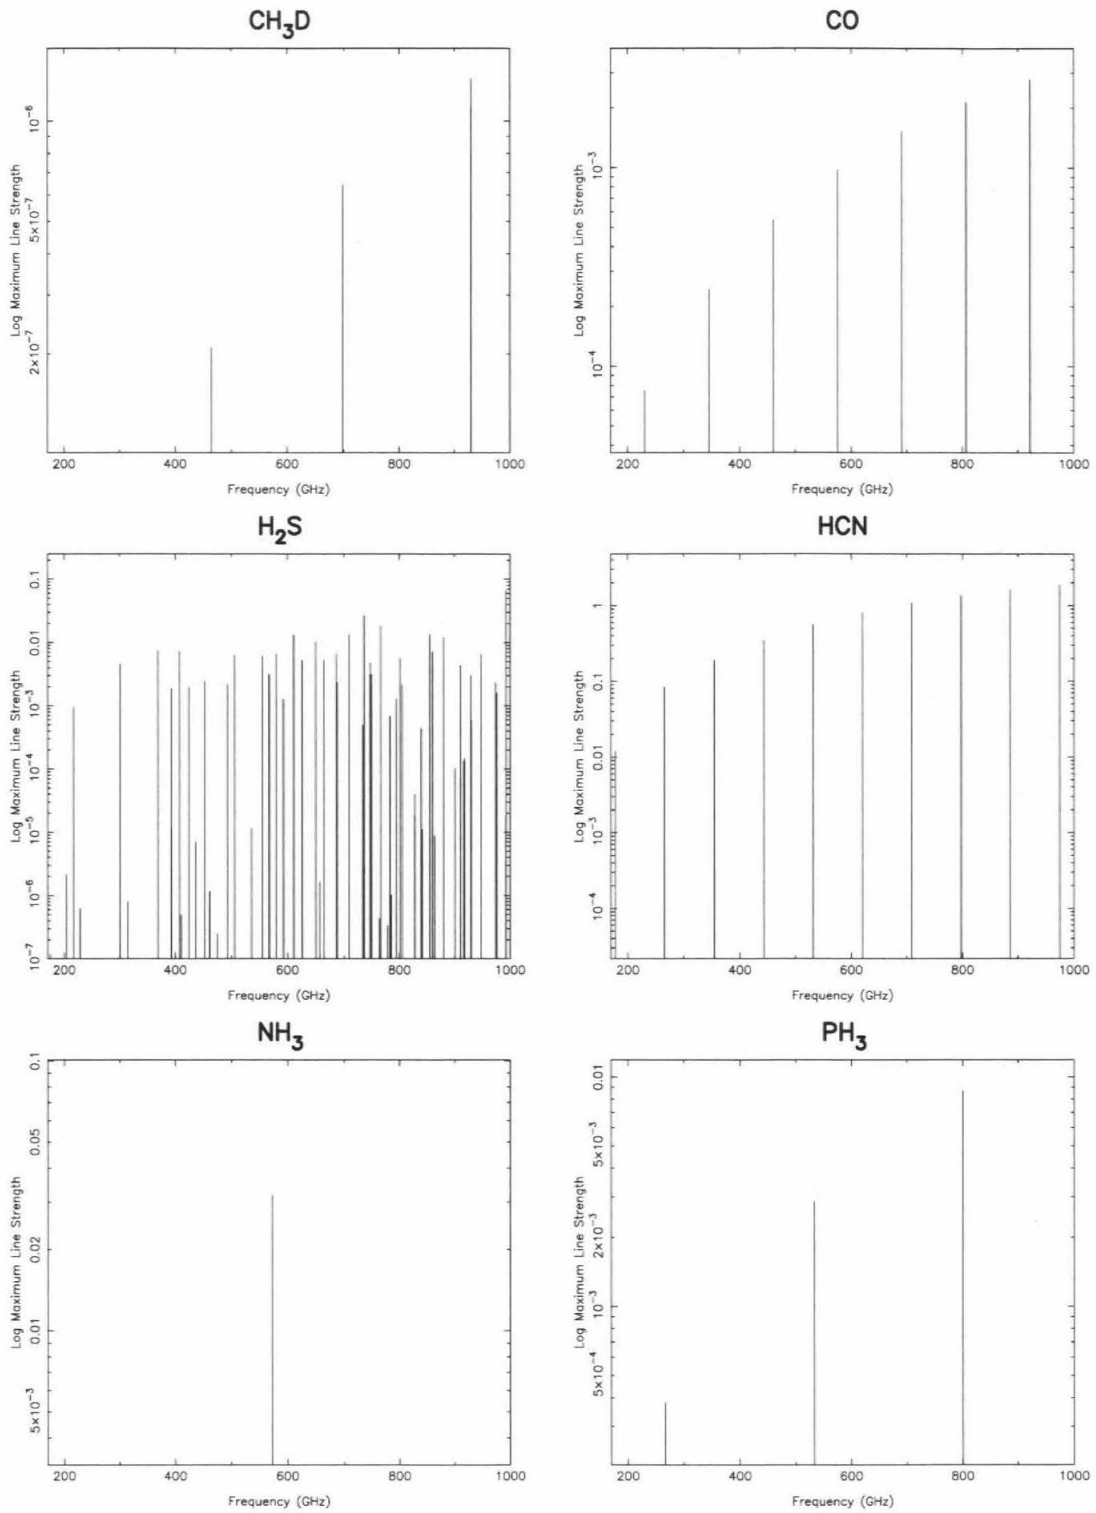 CH3D
Log Maximum Line Strength
10−6
5×10−7
2×10−7
200 400 600 800 1000
Frequency (GHz)
CO
Log Maximum Line Strength
10−3
10−4
200 400 600 800 1000
Frequency (GHz)
H2S
Log Maximum Line Strength
0.1
0.01
10−3
10−4
10−5
10−6
10−7
200 400 600 800 1000
Frequency (GHz)
HCN
Log Maximum Line Strength
1
0.1
0.01
10−3
10−4
200 400 600 800 1000
Frequency (GHz)
NH3
Log Maximum Line Strength
0.1
0.05
0.02
0.01
5×10−3
200 400 600 800 1000
Frequency (GHz)
PH3
Log Maximum Line Strength
0.01
5×10−3
2×10−3
10−3
5×10−4
200 400 600 800 1000
Frequency (GHz)